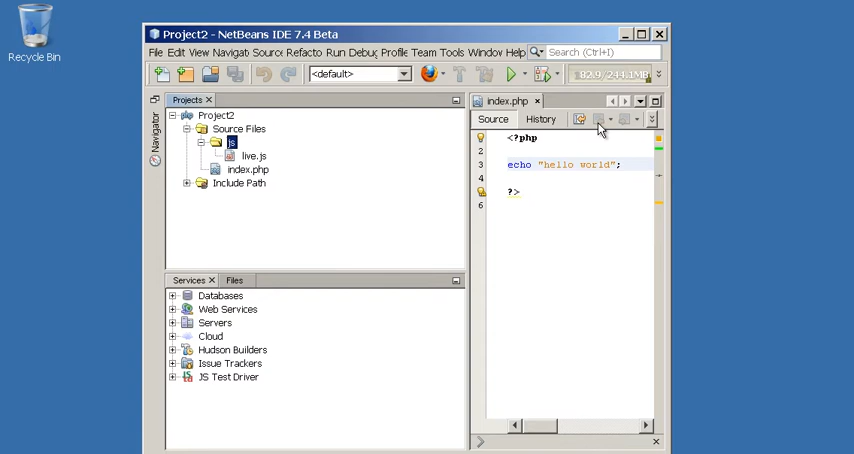 Recycle Bin
Project2 - NetBeans IDE 7.4 Beta
File Edit View Navigat Source Refacto Run Debug Profile Team Tools Window Help
Search (Ctrl+I)
<default>
82.9/244.1MB
Projects
index.php
Navigator
Project2
Source Files
js
live.js
index.php
Include Path
Source History
<?php
2
3 echo "hello world";
4
?>
6
Services Files
Databases
Web Services
Servers
Cloud
Hudson Builders
Issue Trackers
JS Test Driver